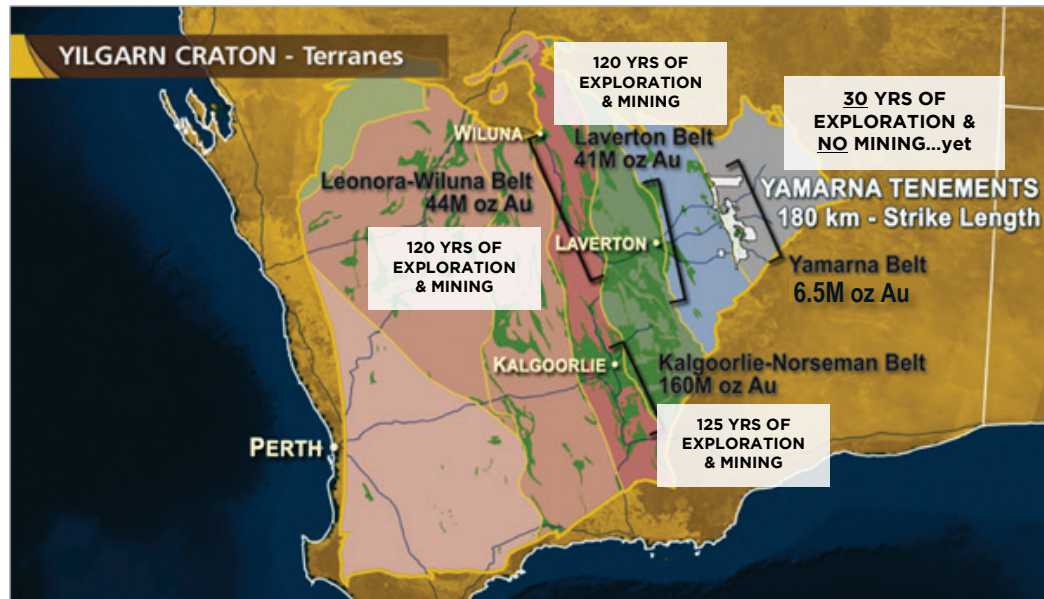 YILGARN CRATON - Terranes
120 YRS OF
EXPLORATION
& MINING
30 YRS OF
EXPLORATION &
NO MINING...yet
WILUNA
Laverton Belt
41M oz Au
Leonora-Wiluna Belt
44M oz Au
YAMARNA TENEMENTS
180 km - Strike Length
120 YRS OF
EXPLORATION
& MINING
LAVERTON
Yamarna Belt
6.5M oz Au
KALGOORLIE
Kalgoorlie-Norseman Belt
160M oz Au
125 YRS OF
EXPLORATION
& MINING
PERTH